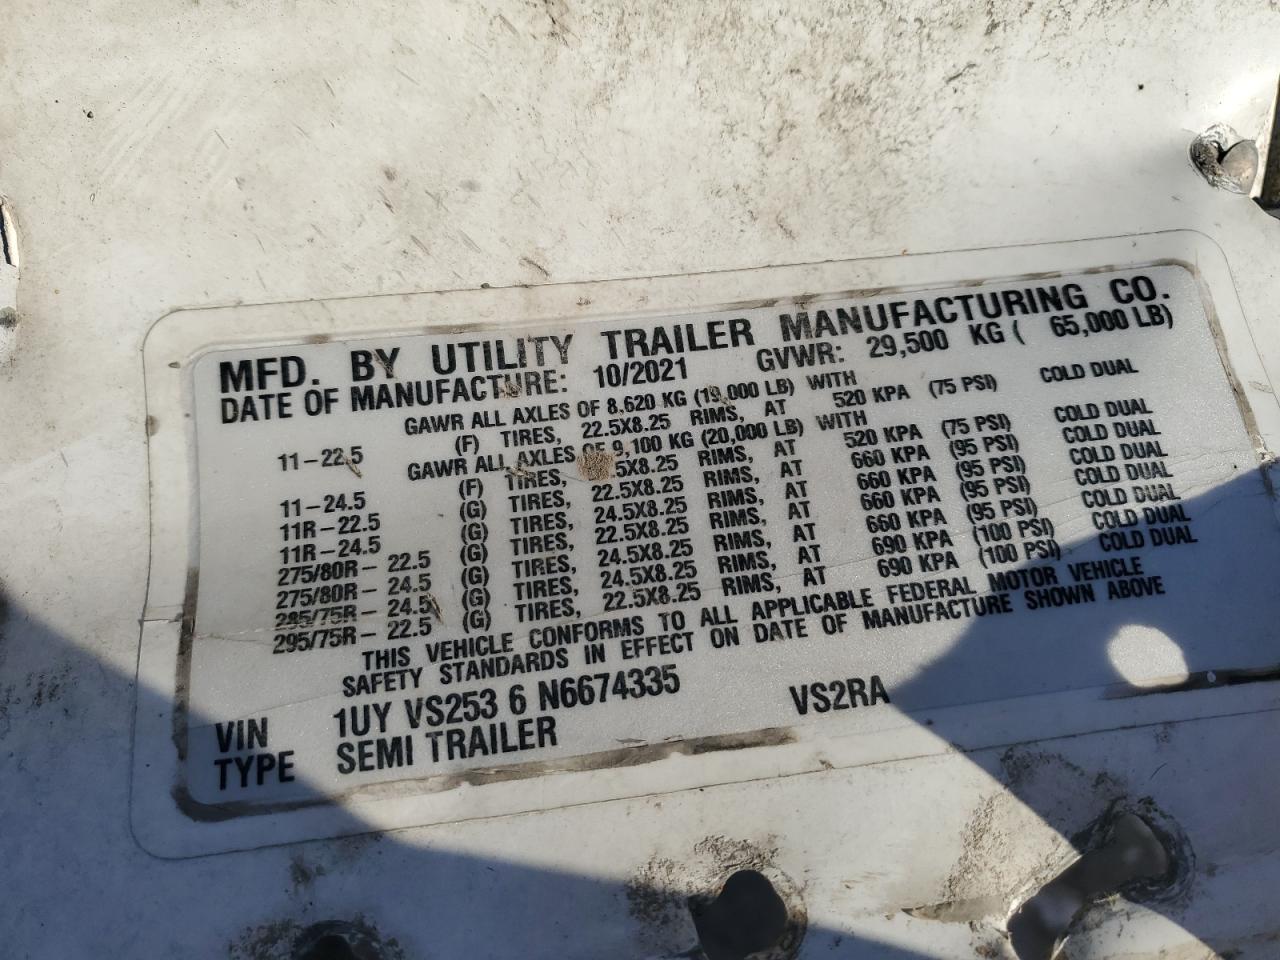 MFD. BY UTILITY TRAILER MANUFACTURING CO.
DATE OF MANUFACTURE: 10/2021 GVWR: 29,500 KG ( 65,000 LB)
GAWR ALL AXLES OF 8,620 KG (19,000 LB) WITH
11-22.5 (F) TIRES, 22.5X8.25 RIMS, AT 520 KPA (75 PSI) COLD DUAL
GAWR ALL AXLES OF 9,100 KG (20,000 LB) WITH
11-24.5 (F) TIRES, 5X8.25 RIMS, AT 520 KPA (75 PSI) COLD DUAL
11R-22.5 (G) TIRES, 22.5X8.25 RIMS, AT 660 KPA (95 PSI) COLD DUAL
11R-24.5 (G) TIRES, 24.5X8.25 RIMS, AT 660 KPA (95 PSI) COLD DUAL
275/80R-22.5 (G) TIRES, 22.5X8.25 RIMS, AT 660 KPA (95 PSI) COLD DUAL
275/80R-24.5 (G) TIRES, 24.5X8.25 RIMS, AT 660 KPA (95 PSI) COLD DUAL
285/75R-24.5 (G) TIRES, 24.5X8.25 RIMS, AT 690 KPA (100 PSI) COLD DUAL
295/75R-22.5 (G) TIRES, 22.5X8.25 RIMS, AT 690 KPA (100 PSI) COLD DUAL
THIS VEHICLE CONFORMS TO ALL APPLICABLE FEDERAL MOTOR VEHICLE
SAFETY STANDARDS IN EFFECT ON DATE OF MANUFACTURE SHOWN ABOVE
VIN 1UY VS253 6 N6674335 VS2RA
TYPE SEMI TRAILER